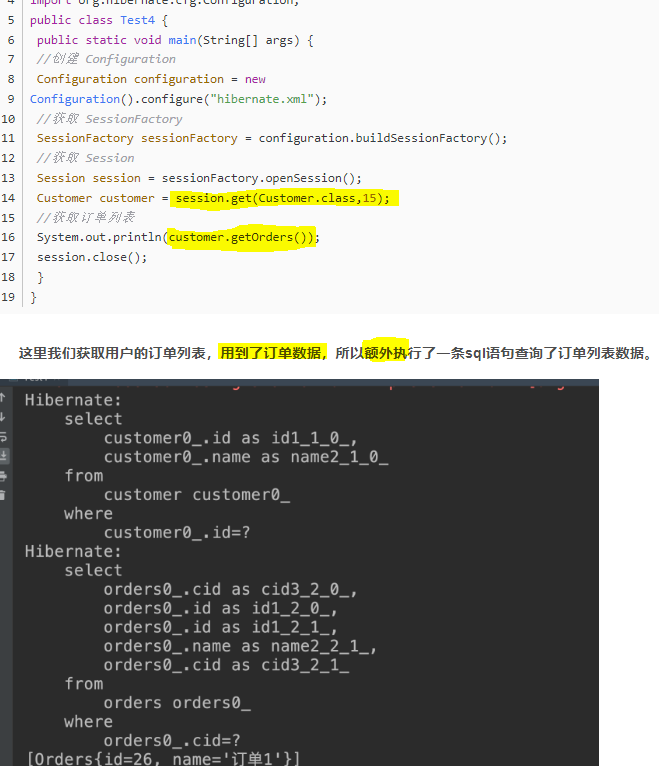 4 import org.hibernate.cfg.Configuration;
5 public class Test4 {
6 public static void main(String[] args) {
7 //创建 Configuration
8 Configuration configuration = new
9 Configuration().configure("hibernate.xml");
10 //获取 SessionFactory
11 SessionFactory sessionFactory = configuration.buildSessionFactory();
12 //获取 Session
13 Session session = sessionFactory.openSession();
14 Customer customer = session.get(Customer.class,15);
15 //获取订单列表
16 System.out.println(customer.getOrders());
17 session.close();
18 }
19 }
这里我们获取用户的订单列表，用到了订单数据，所以额外执行了一条sql语句查询了订单列表数据。
Hibernate:
select
customer0_.id as id1_1_0_,
customer0_.name as name2_1_0_
from
customer customer0_
where
customer0_.id=?
Hibernate:
select
orders0_.cid as cid3_2_0_,
orders0_.id as id1_2_0_,
orders0_.id as id1_2_1_,
orders0_.name as name2_2_1_,
orders0_.cid as cid3_2_1_
from
orders orders0_
where
orders0_.cid=?
[Orders{id=26, name='订单1'}]